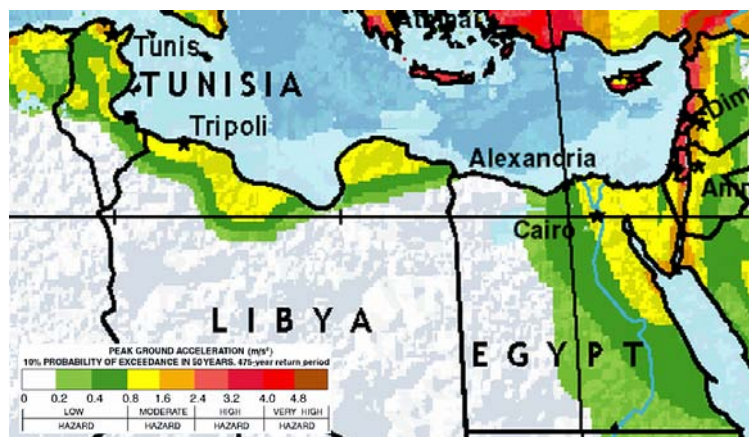 Tunis
TUNISIA
Tripoli
Alexandria
Cairo
LIBYA
EGYPT
PEAK GROUND ACCELERATION (m/s²)
10% PROBABILITY OF EXCEEDANCE IN 50 YEARS, 475-year return period
0 0.2 0.4 0.8 1.6 2.4 3.2 4.0 4.8
LOW MODERATE HIGH VERY HIGH
HAZARD HAZARD HAZARD HAZARD